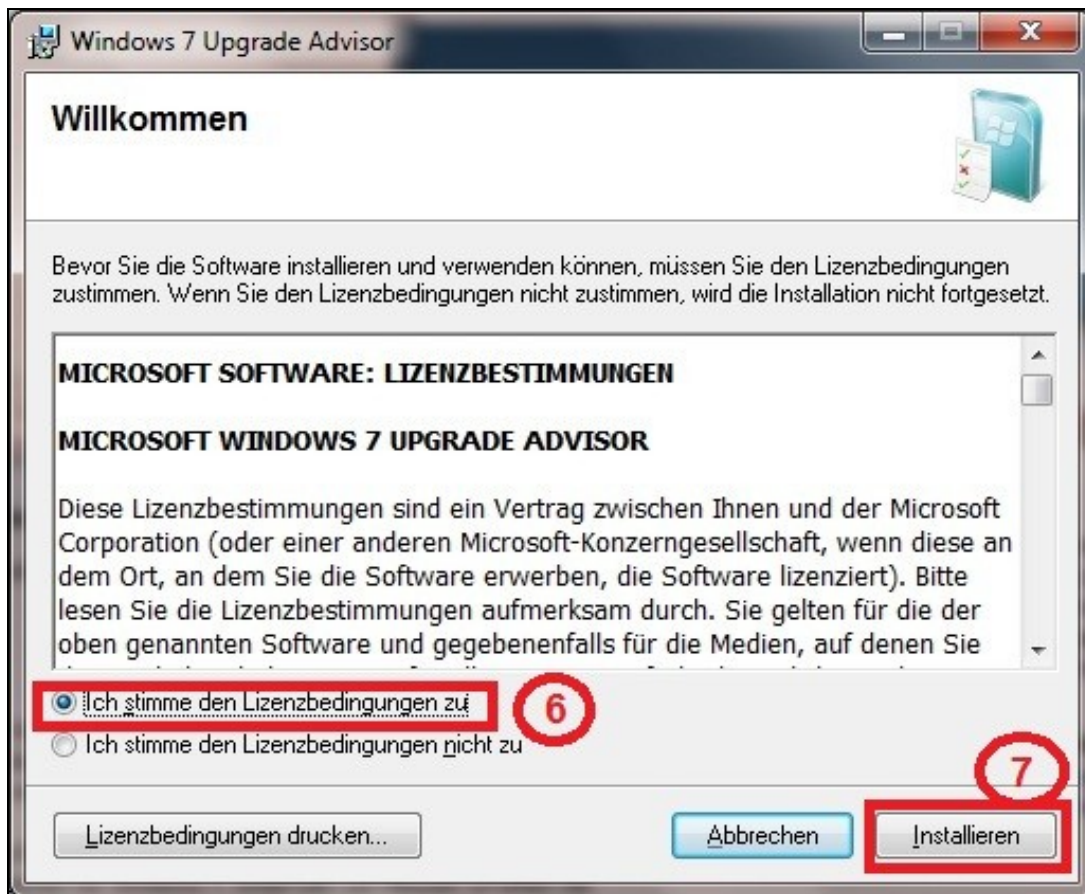 Windows 7 Upgrade Advisor
Willkommen
Bevor Sie die Software installieren und verwenden können, müssen Sie den Lizenzbedingungen
zustimmen. Wenn Sie den Lizenzbedingungen nicht zustimmen, wird die Installation nicht fortgesetzt.
MICROSOFT SOFTWARE: LIZENZBESTIMMUNGEN
MICROSOFT WINDOWS 7 UPGRADE ADVISOR
Diese Lizenzbestimmungen sind ein Vertrag zwischen Ihnen und der Microsoft
Corporation (oder einer anderen Microsoft-Konzerngesellschaft, wenn diese an
dem Ort, an dem Sie die Software erwerben, die Software lizenziert). Bitte
lesen Sie die Lizenzbestimmungen aufmerksam durch. Sie gelten für die der
oben genannten Software und gegebenenfalls für die Medien, auf denen Sie
Ich stimme den Lizenzbedingungen zu
6
Ich stimme den Lizenzbedingungen nicht zu
7
Lizenzbedingungen drucken...
Abbrechen
Installieren